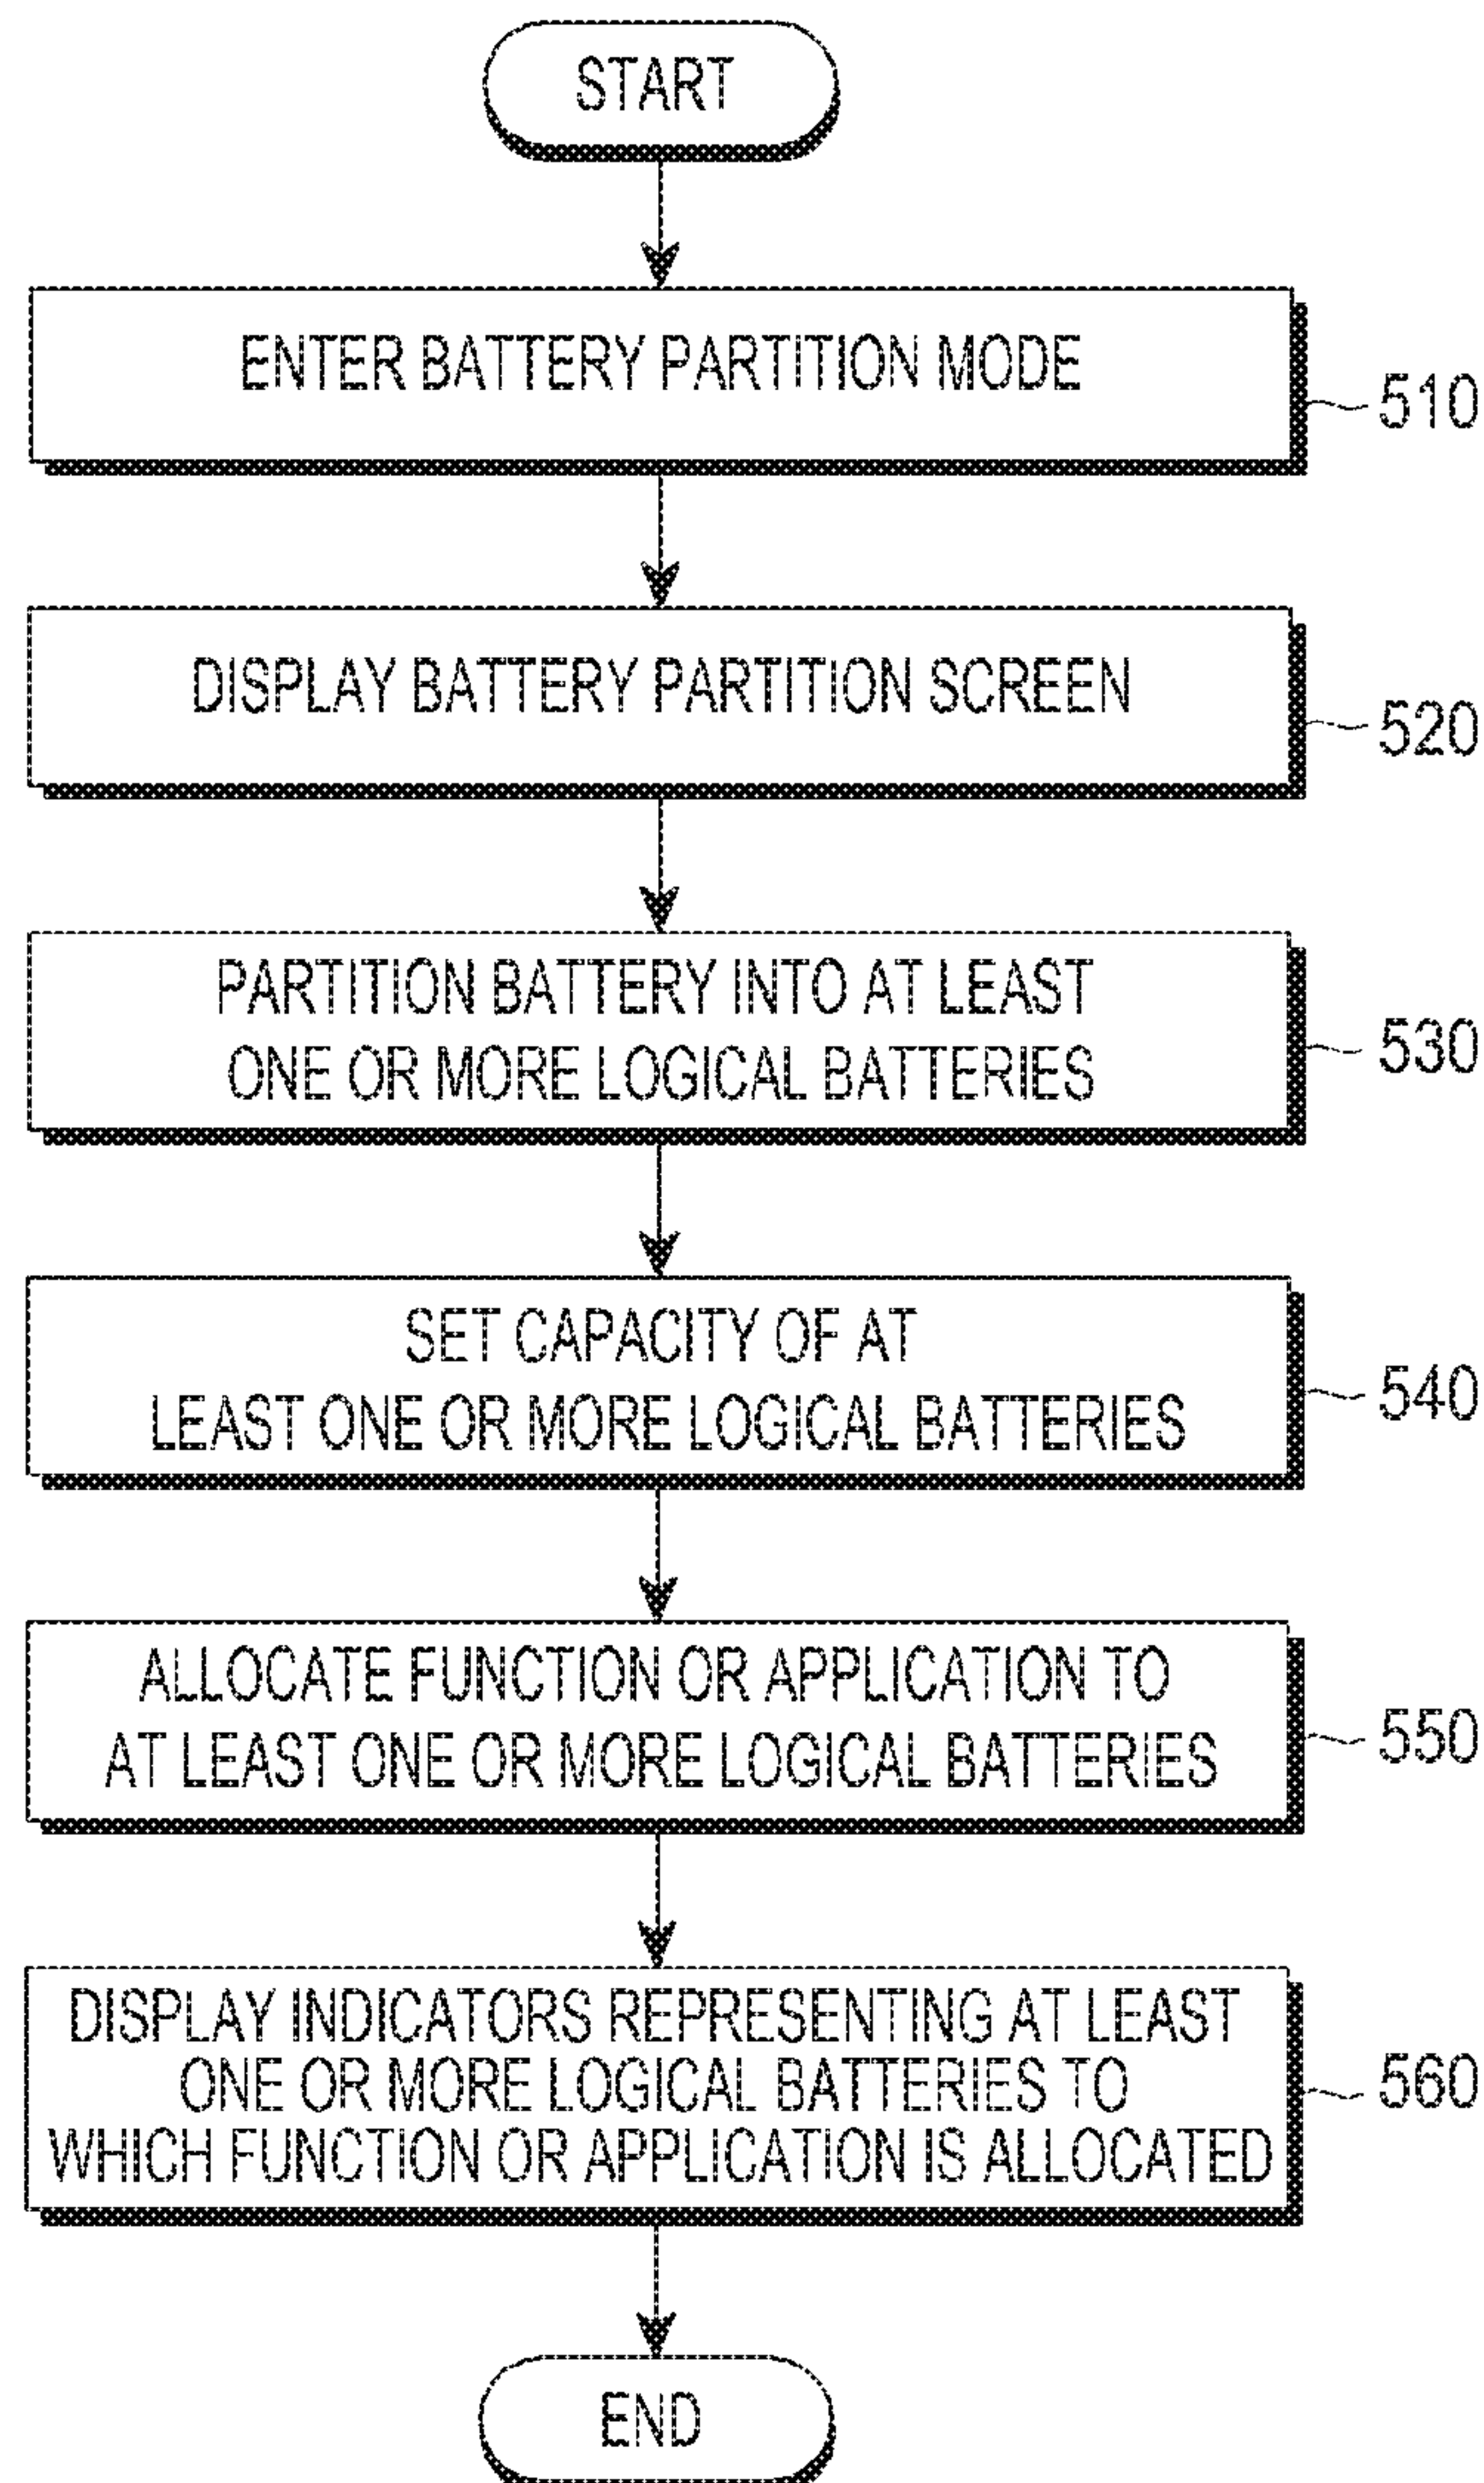 START
ENTER BATTERY PARTITION MODE
510
DISPLAY BATTERY PARTITION SCREEN
520
PARTITION BATTERY INTO AT LEAST
ONE OR MORE LOGICAL BATTERIES
530
SET CAPACITY OF AT
LEAST ONE OR MORE LOGICAL BATTERIES
540
ALLOCATE FUNCTION OR APPLICATION TO
AT LEAST ONE OR MORE LOGICAL BATTERIES
550
DISPLAY INDICATORS REPRESENTING AT LEAST
ONE OR MORE LOGICAL BATTERIES TO
WHICH FUNCTION OR APPLICATION IS ALLOCATED
560
END